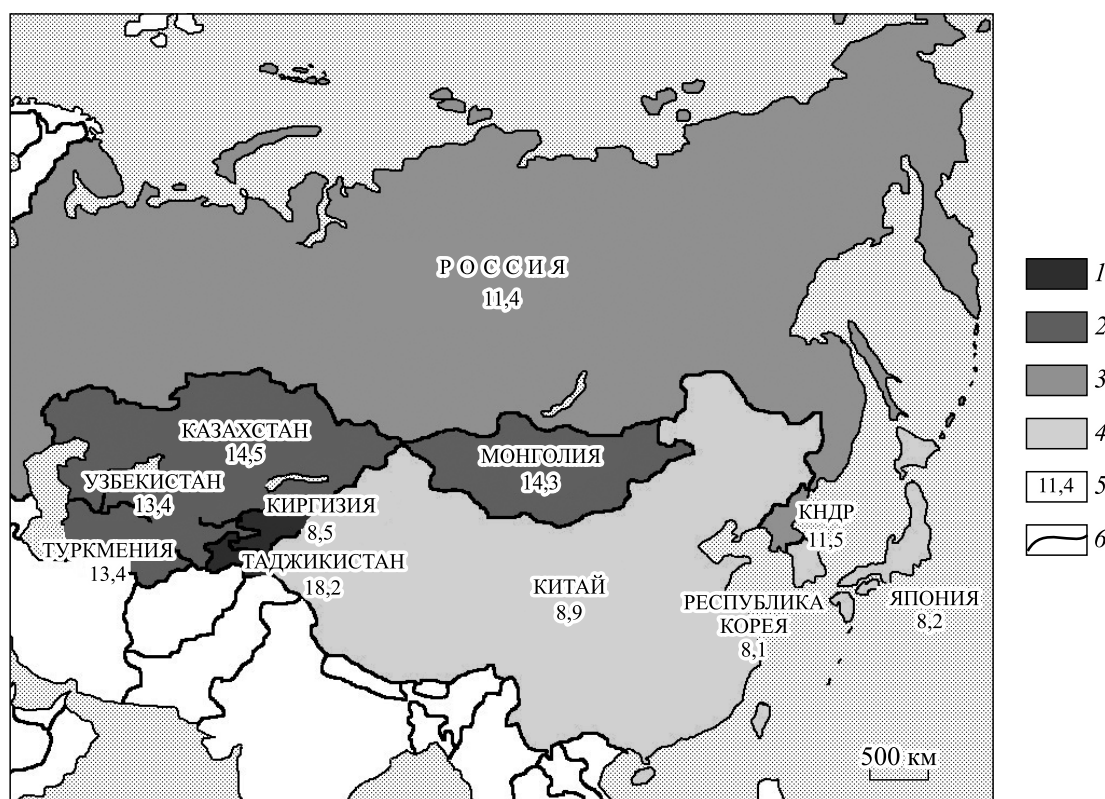 РОССИЯ
11,4
КАЗАХСТАН
14,5
МОНГОЛИЯ
14,3
УЗБЕКИСТАН
13,4
КИРГИЗИЯ
8,5
КНДР
11,5
ТУРКМЕНИЯ
13,4
ТАДЖИКИСТАН
18,2
КИТАЙ
8,9
РЕСПУБЛИКА
КОРЕЯ
8,1
ЯПОНИЯ
8,2
500 км
1
2
3
4
11,4 5
6